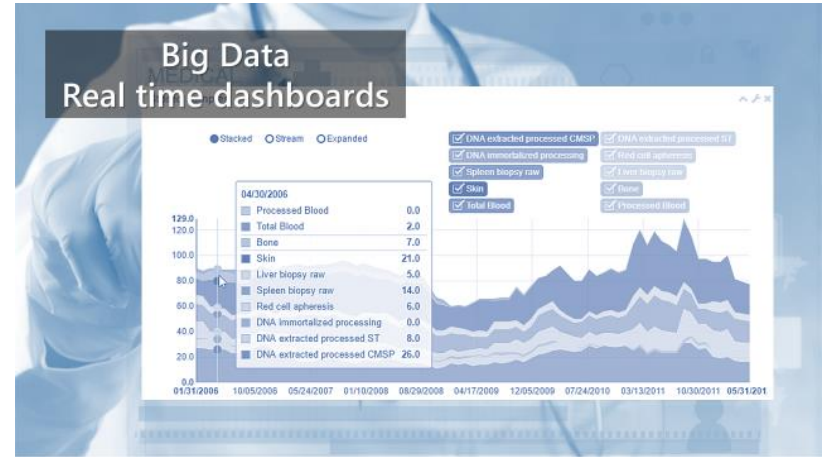 Big Data
MEDICAL
Real time dashboards
Stacked Stream Expanded
DNA extracted processed CMSP DNA extracted processed ST
DNA immortalized processing Red cell apheresis
Spleen biopsy raw Liver biopsy raw
Skin Bone
Total Blood Processed Blood
04/30/2006
Processed Blood 0.0
Total Blood 2.0
Bone 7.0
Skin 21.0
Liver biopsy raw 5.0
Spleen biopsy raw 14.0
Red cell apheresis 6.0
DNA immortalized processing 0.0
DNA extracted processed ST 8.0
DNA extracted processed CMSP 26.0
129.0
120.0
100.0
80.0
60.0
40.0
20.0
0.0
01/31/2006 10/05/2006 05/24/2007 01/10/2008 08/29/2008 04/17/2009 12/05/2009 07/24/2010 03/13/2011 10/30/2011 05/31/201